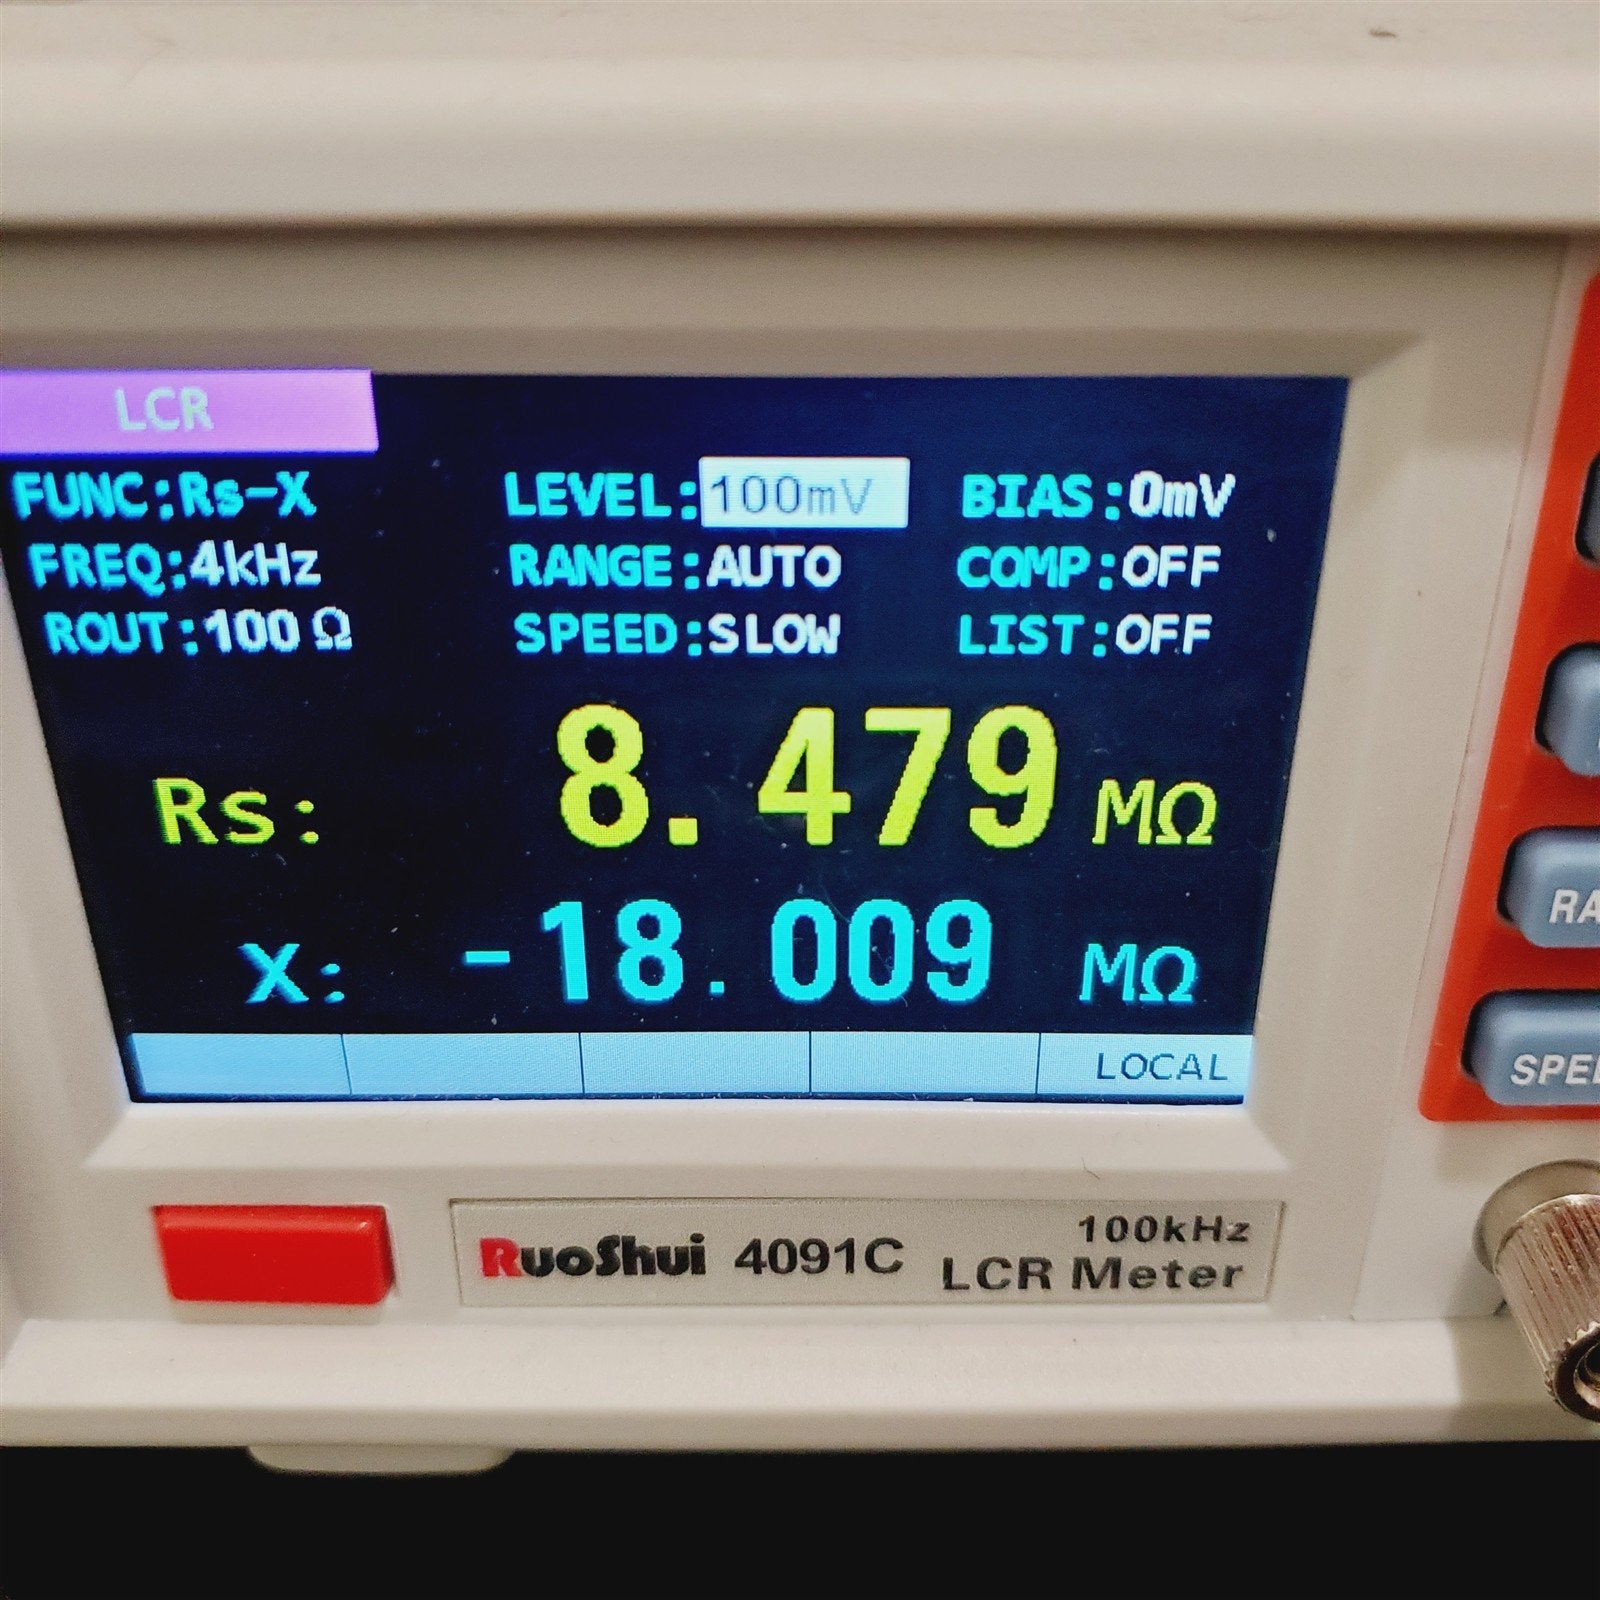 LCR
FUNC:Rs-X LEVEL:100mV BIAS:0mV
FREQ:4kHz RANGE:AUTO COMP:OFF
ROUT:100 Ω SPEED:SLOW LIST:OFF
Rs: 8.479 MΩ
X: -18.009 MΩ
LOCAL
RuoShui 4091C 100kHz
LCR Meter